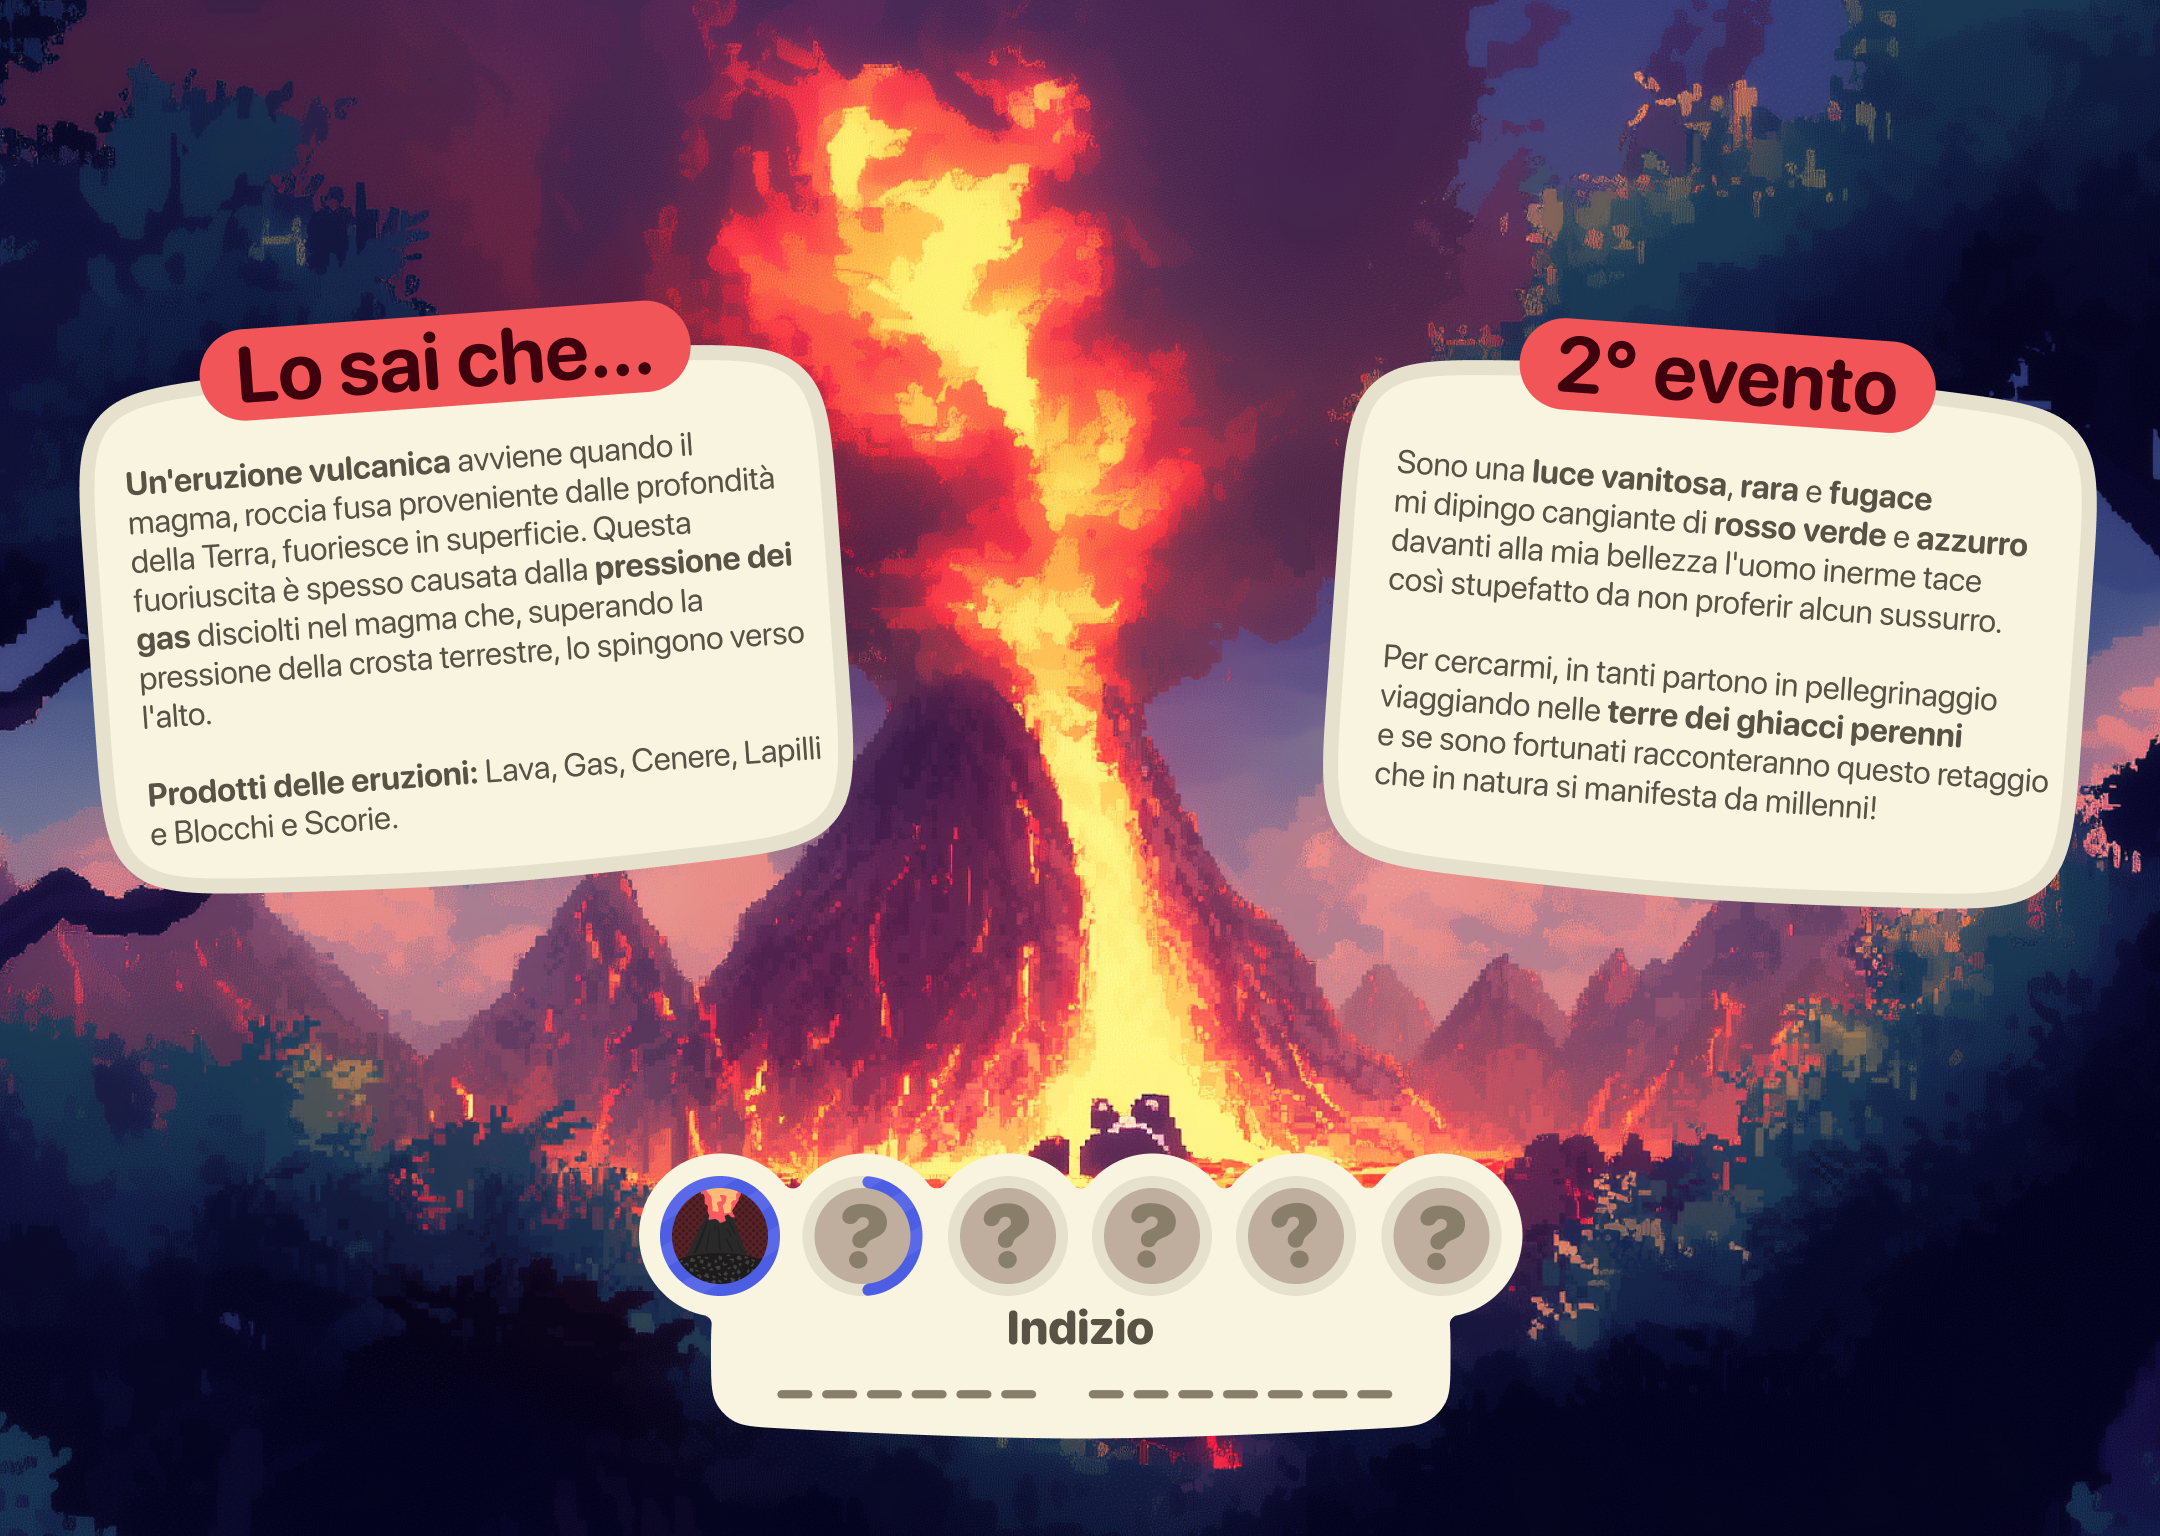 Lo sai che...
Un'eruzione vulcanica avviene quando il
magma, roccia fusa proveniente dalle profondità
della Terra, fuoriesce in superficie. Questa
fuoriuscita è spesso causata dalla pressione dei
gas disciolti nel magma che, superando la
pressione della crosta terrestre, lo spingono verso
l'alto.
Prodotti delle eruzioni: Lava, Gas, Cenere, Lapilli
e Blocchi e Scorie.
2° evento
Sono una luce vanitosa, rara e fugace
mi dipingo cangiante di rosso verde e azzurro
davanti alla mia bellezza l'uomo inerme tace
così stupefatto da non proferir alcun sussurro.
Per cercarmi, in tanti partono in pellegrinaggio
viaggiando nelle terre dei ghiacci perenni
e se sono fortunati racconteranno questo retaggio
che in natura si manifesta da millenni!
? ? ? ? ?
Indizio
_ _ _ _ _ _ _ _ _ _ _ _ _